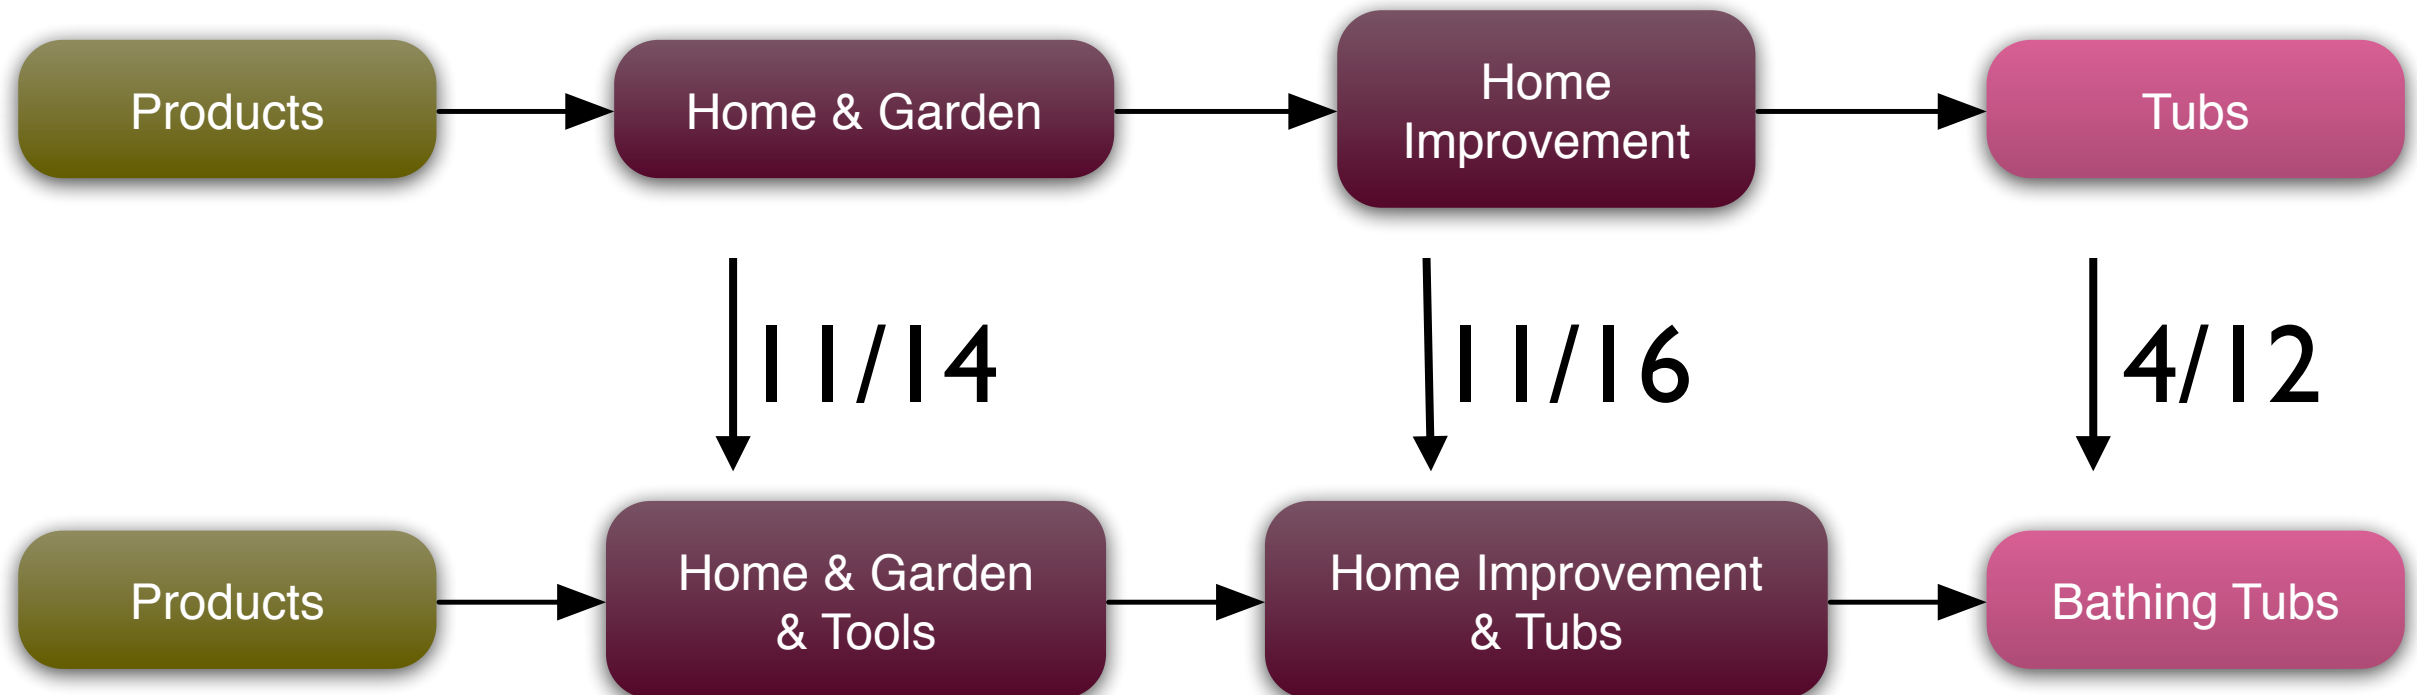 Products
Home & Garden
Home
Improvement
Tubs
11/14
11/16
4/12
Products
Home & Garden
& Tools
Home Improvement
& Tubs
Bathing Tubs